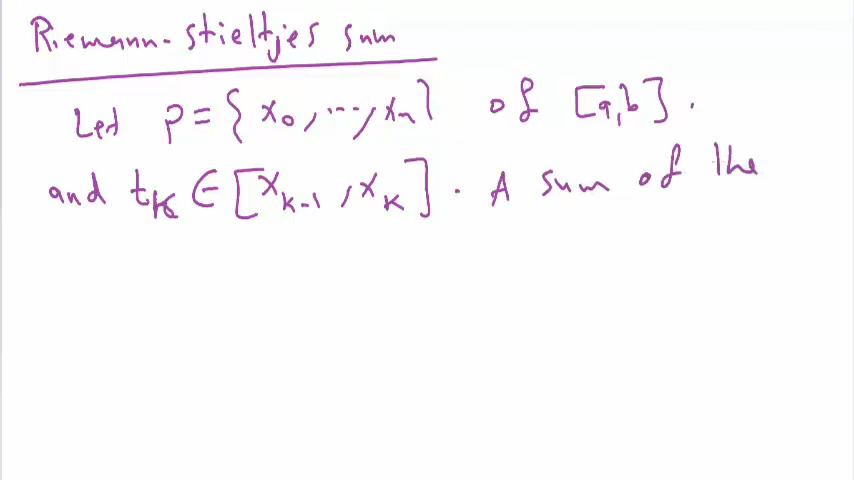 Riemann-stieltjes sum
Let P = { x₀, ..., xₙ } of [a,b].
and tₖ ∈ [xₖ₋₁, xₖ]. A sum of the